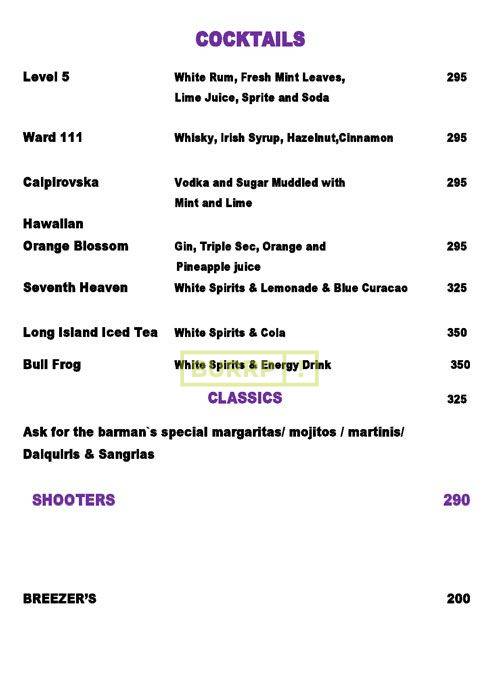 COCKTAILS
Level 5 White Rum, Fresh Mint Leaves, 295
Lime Juice, Sprite and Soda
Ward 111 Whisky, Irish Syrup, Hazelnut,Cinnamon 295
Caipirovska Vodka and Sugar Muddled with 295
Mint and Lime
Hawaiian
Orange Blossom Gin, Triple Sec, Orange and 295
Pineapple juice
Seventh Heaven White Spirits & Lemonade & Blue Curacao 325
Long Island Iced Tea White Spirits & Cola 350
Bull Frog White Spirits & Energy Drink 350
CLASSICS 325
Ask for the barman`s special margaritas/ mojitos / martinis/
Daiquiris & Sangrias
SHOOTERS 290
BREEZER’S 200